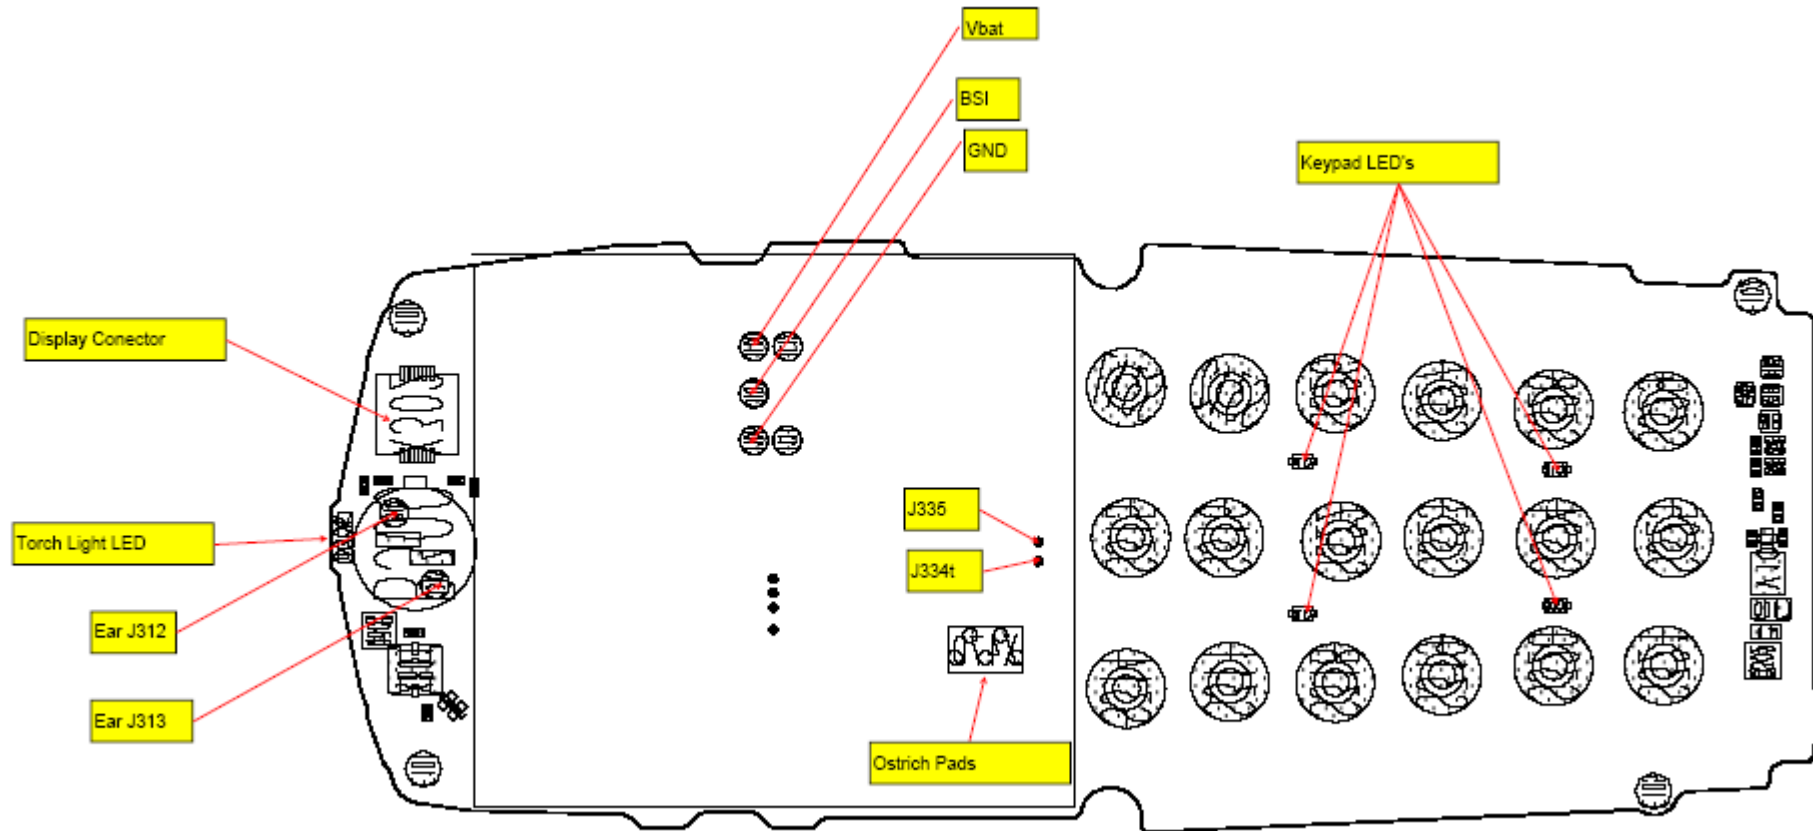 Vbat
BSI
GND
Keypad LED's
Display Conector
J335
Torch Light LED
J334t
Ear J312
Ear J313
Ostrich Pads